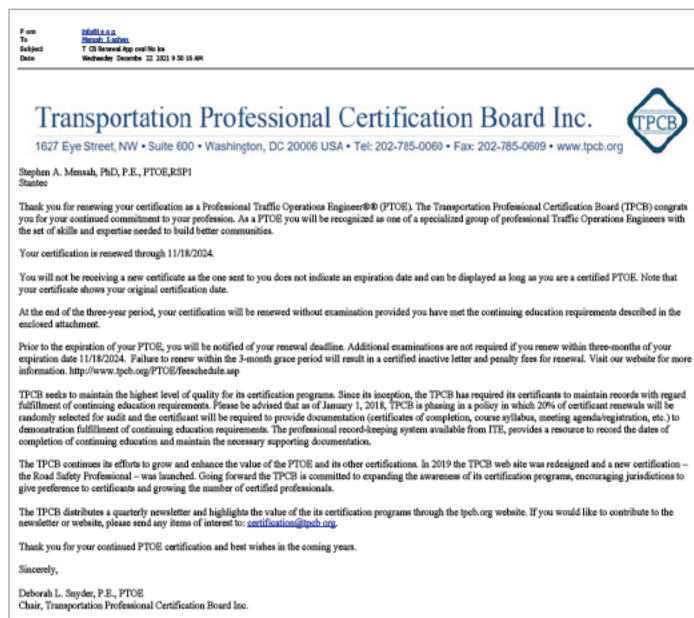 From
To Mensah, Stephen
Subject
Date Wednesday, December 22, 2021 9:50:16 AM
Transportation Professional Certification Board Inc.
TPCB
1627 Eye Street, NW • Suite 600 • Washington, DC 20006 USA • Tel: 202-785-0060 • Fax: 202-785-0609 • www.tpcb.org
Stephen A. Mensah, PhD, P.E., PTOE,RSP1
Stantec
Thank you for renewing your certification as a Professional Traffic Operations Engineer®® (PTOE). The Transportation Professional Certification Board (TPCB) congrats
you for your continued commitment to your profession. As a PTOE you will be recognized as one of a specialized group of professional Traffic Operations Engineers with
the set of skills and expertise needed to build better communities.
Your certification is renewed through 11/18/2024.
You will not be receiving a new certificate as the one sent to you does not indicate an expiration date and can be displayed as long as you are a certified PTOE. Note that
your certificate shows your original certification date.
At the end of the three-year period, your certification will be renewed without examination provided you have met the continuing education requirements described in the
enclosed attachment.
Prior to the expiration of your PTOE, you will be notified of your renewal deadline. Additional examinations are not required if you renew within three-months of your
expiration date 11/18/2024. Failure to renew within the 3-month grace period will result in a certified inactive letter and penalty fees for renewal. Visit our website for more
information. http://www.tpcb.org/PTOE/feeschedule.asp
TPCB seeks to maintain the highest level of quality for its certification programs. Since its inception, the TPCB has required its certificants to maintain records with regard
fulfillment of continuing education requirements. Please be advised that as of January 1, 2018, TPCB is phasing in a policy in which 20% of certificant renewals will be
randomly selected for audit and the certificant will be required to provide documentation (certificates of completion, course syllabus, meeting agenda/registration, etc.) to
demonstration fulfillment of continuing education requirements. The professional record-keeping system available from ITE, provides a resource to record the dates of
completion of continuing education and maintain the necessary supporting documentation.
The TPCB continues its efforts to grow and enhance the value of the PTOE and its other certifications. In 2019 the TPCB web site was redesigned and a new certification –
the Road Safety Professional – was launched. Going forward the TPCB is committed to expanding the awareness of its certification programs, encouraging jurisdictions to
give preference to certificants and growing the number of certified professionals.
The TPCB distributes a quarterly newsletter and highlights the value of the its certification programs through the tpcb.org website. If you would like to contribute to the
newsletter or website, please send any items of interest to: certification@tpcb.org.
Thank you for your continued PTOE certification and best wishes in the coming years.
Sincerely,
Deborah L. Snyder, P.E., PTOE
Chair, Transportation Professional Certification Board Inc.